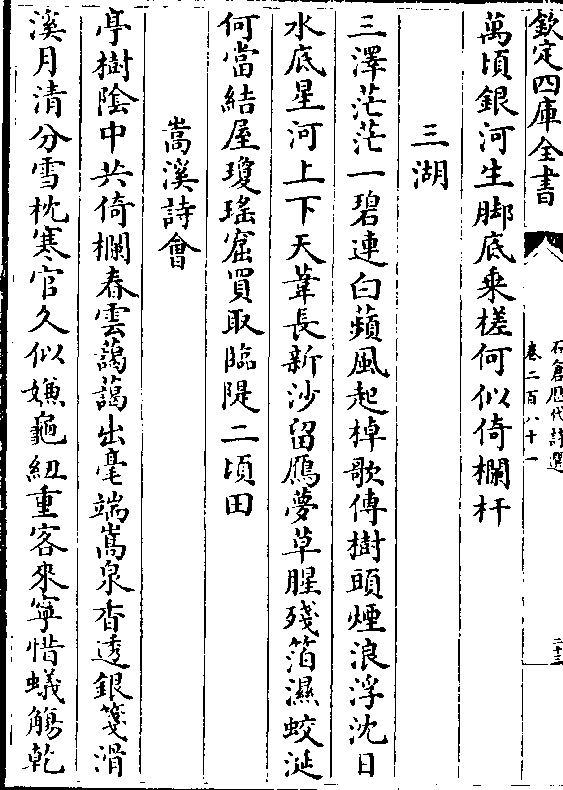 欽定四庫全書
石倉歷代詩選
卷二百八十一
二十三
萬頃銀河生脚底乘槎何似倚欄杆
三湖
三澤茫茫一碧連白蘋風起棹歌傳樹頭煙浪浮沈日
水底星河上下天葦長新沙留鴈夢草腥殘箔濕蛟涎
何當結屋瓊瑤窟買取臨隄二頃田
嵩溪詩會
亭樹陰中共倚欄春雲藹藹出毫端嵩泉香透銀箋滑
溪月清分雪枕寒官久似嫌龜紐重客來寧惜蟻觴乾